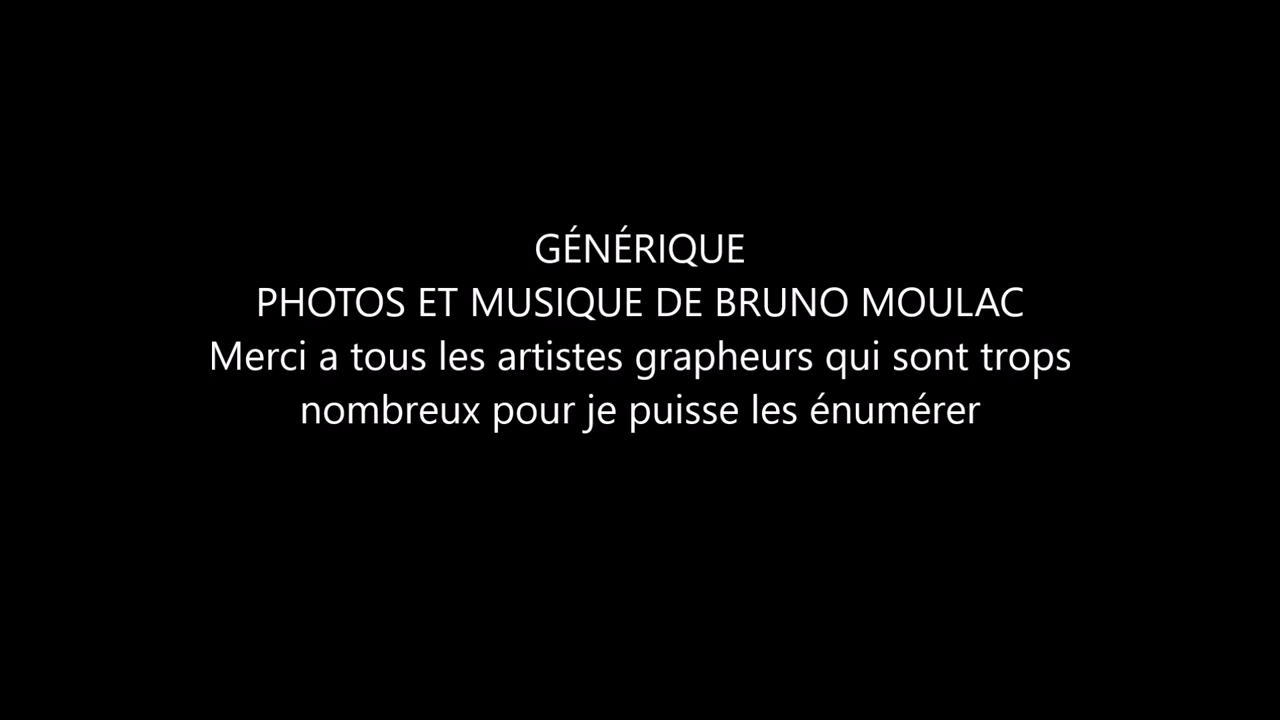 GÉNÉRIQUE
PHOTOS ET MUSIQUE DE BRUNO MOULAC
Merci a tous les artistes grapheurs qui sont trops
nombreux pour je puisse les énumérer